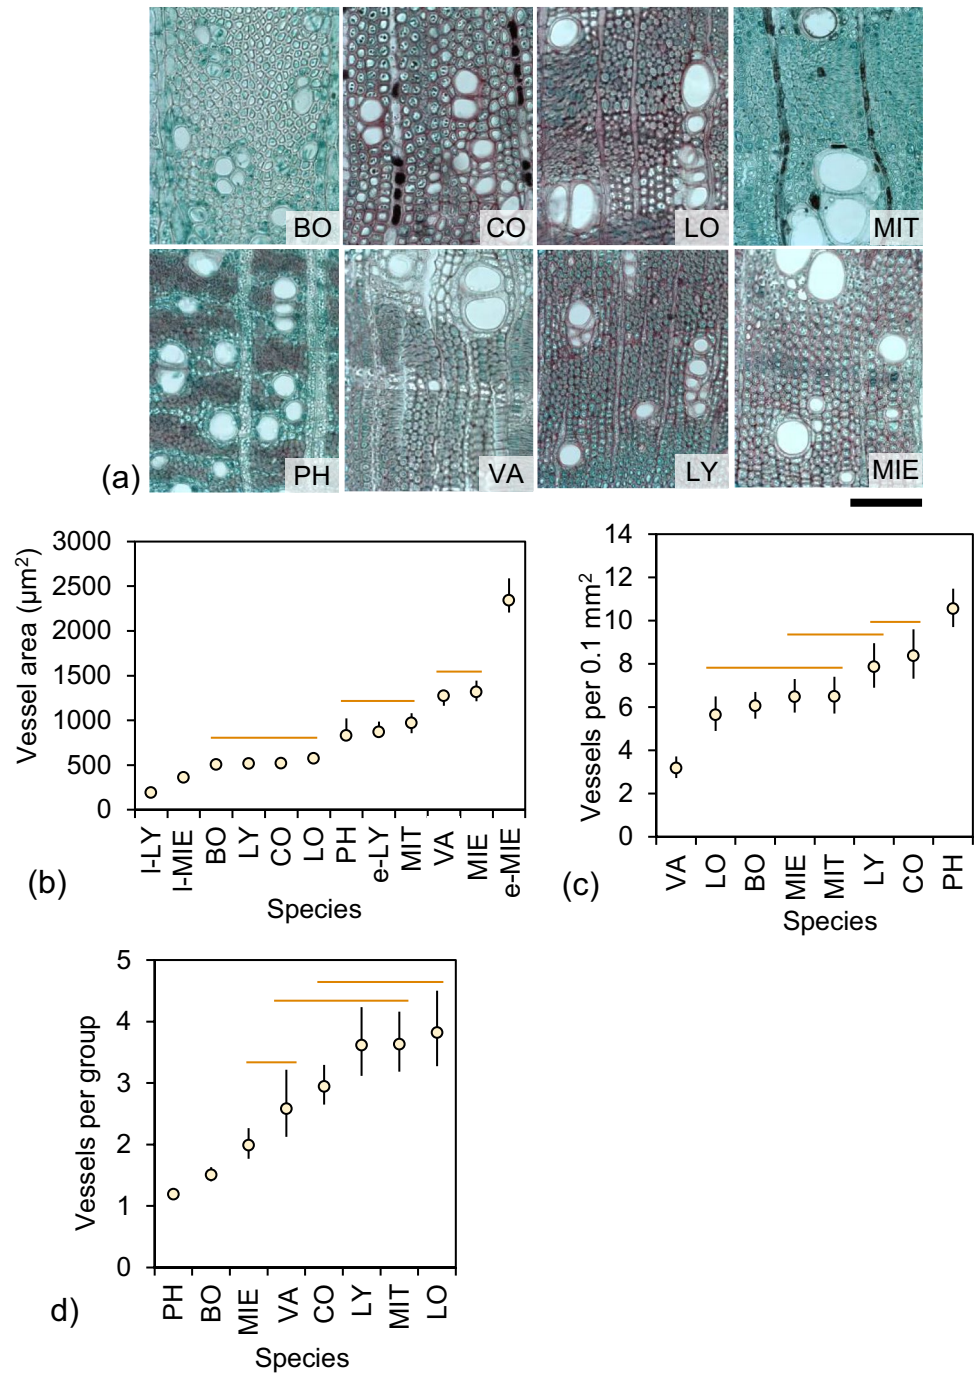 BO
CO
LO
MIT
PH
VA
LY
MIE
(a)
Vessel area (µm²)
3000
2500
2000
1500
1000
500
0
l-LY
l-MIE
BO
LY
CO
LO
PH
e-LY
MIT
VA
MIE
e-MIE
Species
(b)
Vessels per 0.1 mm²
14
12
10
8
6
4
2
0
VA
LO
BO
MIE
MIT
LY
CO
PH
Species
(c)
Vessels per group
5
4
3
2
1
0
PH
BO
MIE
VA
CO
LY
MIT
LO
Species
d)